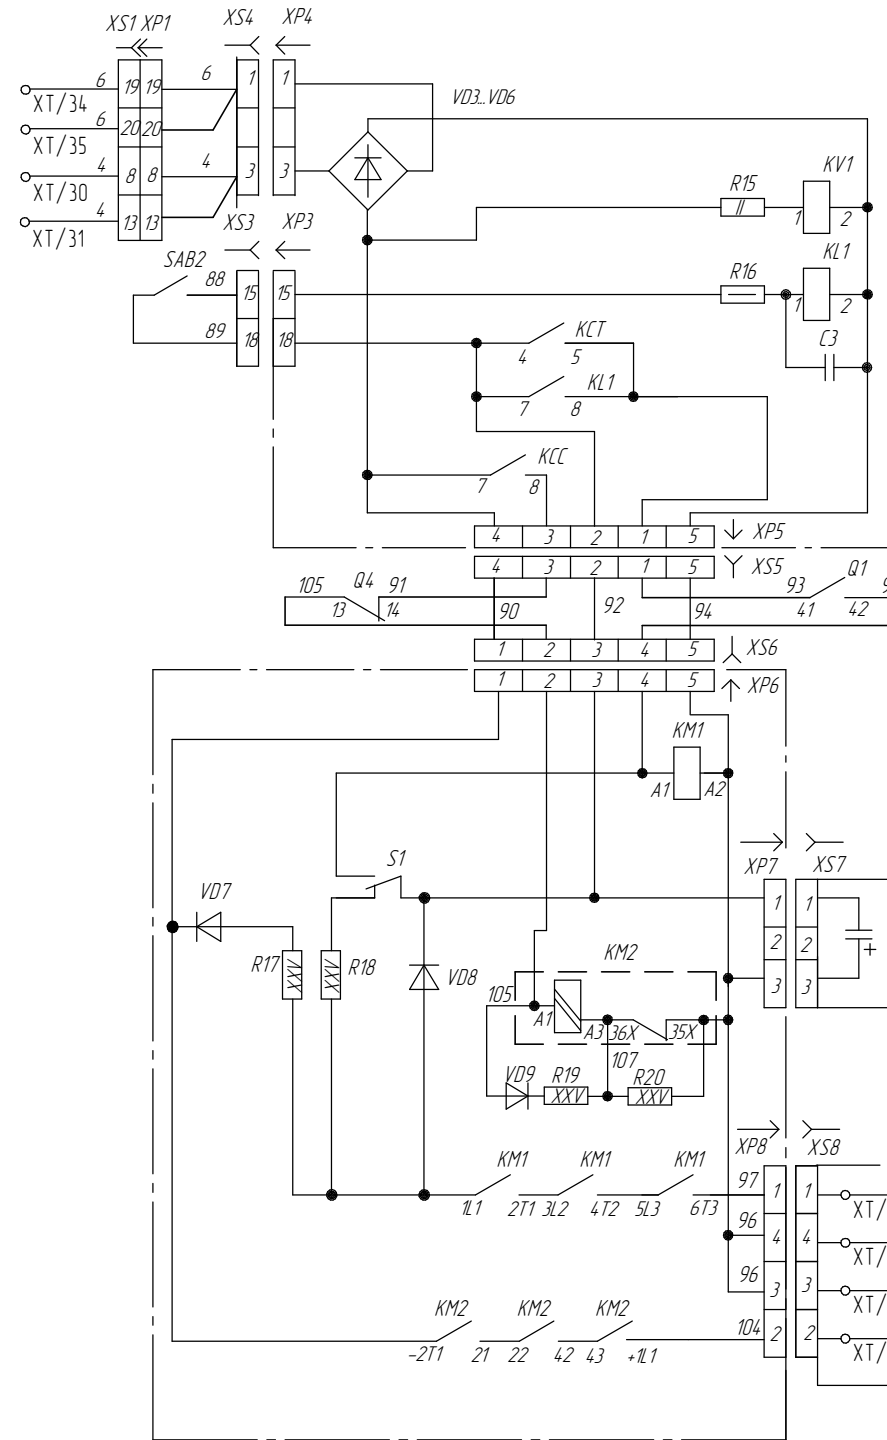 XS1 XP1 XS4 XP4
6 19 19 6 1 1
XT/34
VD3...VD6
6 20 20
XT/35
4 8 8 4 3 3
XT/30
R15 KV1
4 13 13
XT/31
1 2
XS3 XP3
SAB2
88 15 15
R16 KL1
1 2
89 18 18
KCT
4 5
C3
KL1
7 8
KCC
7 8
4 3 2 1 5 XP5
4 3 2 1 5 XS5
105 Q4 91 93 Q1 9
13 14 90 92 94 41 42
1 2 3 4 5 XS6
1 2 3 4 5 XP6
KM1
A1 A2
S1
XP7 XS7
VD7
1 1
2 2
+
3 3
R17 R18 VD8
KM2
105
A1 A3 36X 35X
107
VD9 R19 R20
XP8 XS8
KM1 KM1 KM1 97 1 1
1L1 2T1 3L2 4T2 5L3 6T3
XT/
96 4 4
XT/
96 3 3
XT/
KM2 KM2 KM2 104 2 2
-2T1 21 22 42 43 +1L1
XT/